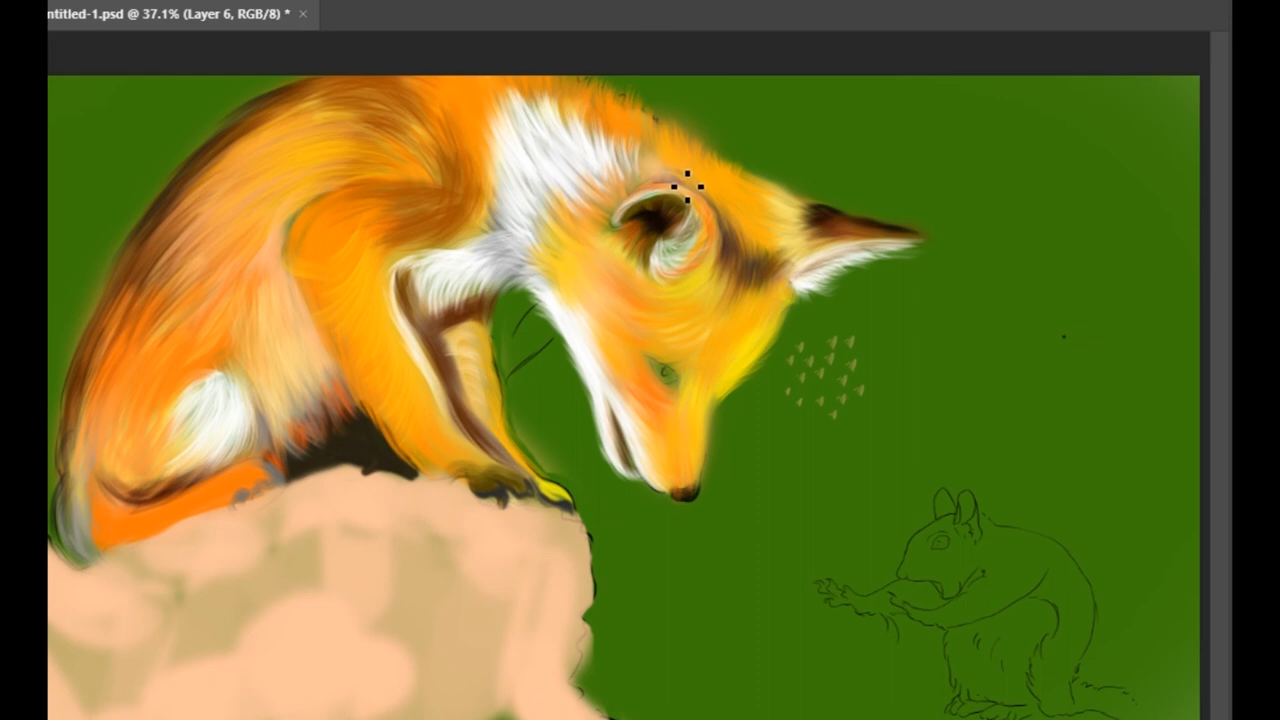 ntitled-1.psd @ 37.1% (Layer 6, RGB/8) *